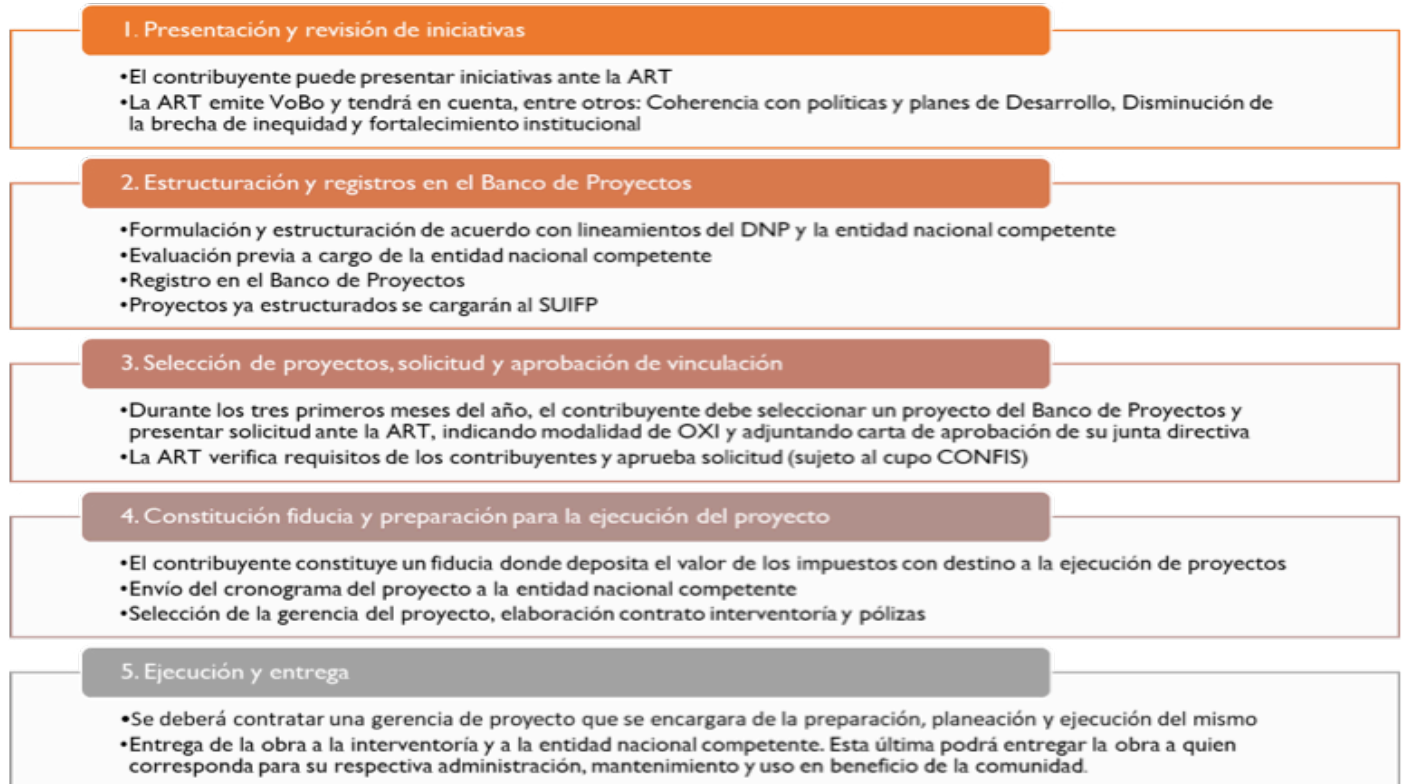 1. Presentación y revisión de iniciativas
•El contribuyente puede presentar iniciativas ante la ART
•La ART emite VoBo y tendrá en cuenta, entre otros: Coherencia con políticas y planes de Desarrollo, Disminución de
la brecha de inequidad y fortalecimiento institucional
2. Estructuración y registros en el Banco de Proyectos
•Formulación y estructuración de acuerdo con lineamientos del DNP y la entidad nacional competente
•Evaluación previa a cargo de la entidad nacional competente
•Registro en el Banco de Proyectos
•Proyectos ya estructurados se cargarán al SUIFP
3. Selección de proyectos, solicitud y aprobación de vinculación
•Durante los tres primeros meses del año, el contribuyente debe seleccionar un proyecto del Banco de Proyectos y
presentar solicitud ante la ART, indicando modalidad de OXI y adjuntando carta de aprobación de su junta directiva
•La ART verifica requisitos de los contribuyentes y aprueba solicitud (sujeto al cupo CONFIS)
4. Constitución fiducia y preparación para la ejecución del proyecto
•El contribuyente constituye un fiducia donde deposita el valor de los impuestos con destino a la ejecución de proyectos
•Envío del cronograma del proyecto a la entidad nacional competente
•Selección de la gerencia del proyecto, elaboración contrato interventoría y pólizas
5. Ejecución y entrega
•Se deberá contratar una gerencia de proyecto que se encargara de la preparación, planeación y ejecución del mismo
•Entrega de la obra a la interventoría y a la entidad nacional competente. Esta última podrá entregar la obra a quien
corresponda para su respectiva administración, mantenimiento y uso en beneficio de la comunidad.